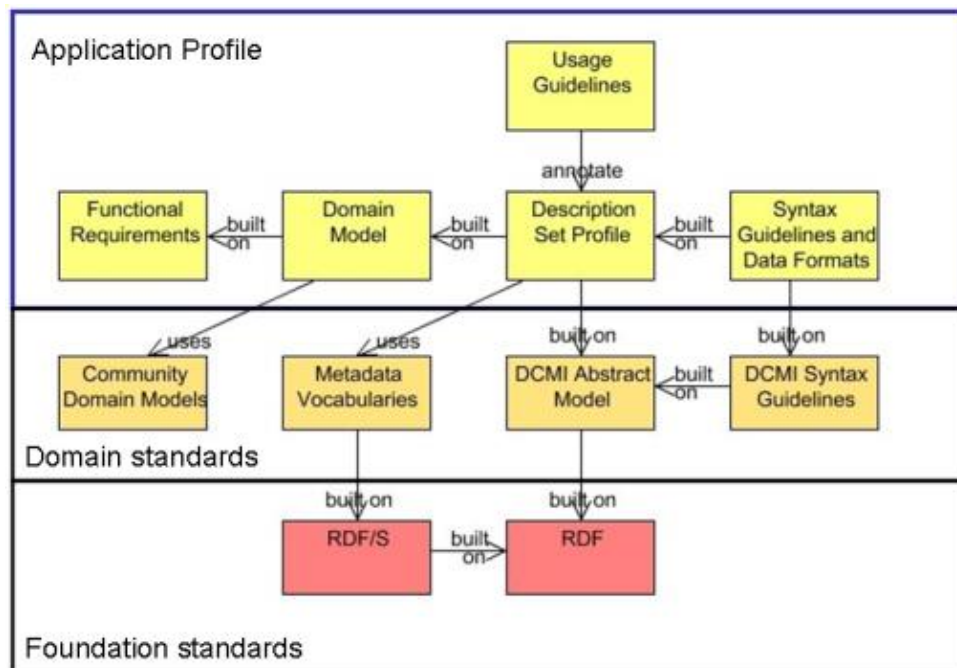 Application Profile
Usage
Guidelines
annotate
Functional
Requirements
built
on
Domain
Model
built
on
Description
Set Profile
built
on
Syntax
Guidelines and
Data Formats
uses
uses
built on
built on
Community
Domain Models
Metadata
Vocabularies
DCMI Abstract
Model
built
on
DCMI Syntax
Guidelines
Domain standards
built on
built on
RDF/S
built
on
RDF
Foundation standards